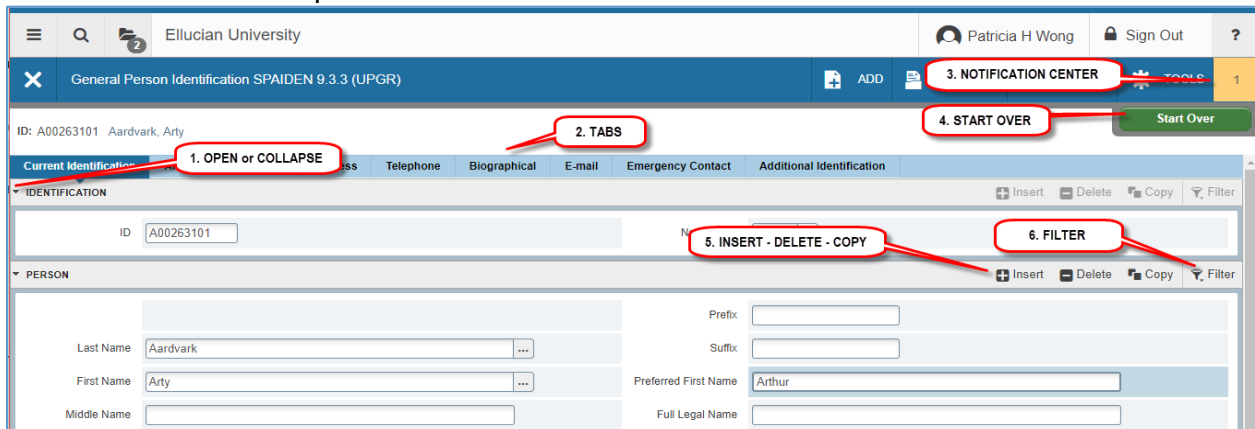 2 Ellucian University Patricia H Wong Sign Out ?
General Person Identification SPAIDEN 9.3.3 (UPGR) ADD 3. NOTIFICATION CENTER TOOLS 1
ID: A00263101 Aardvark, Arty 2. TABS 4. START OVER Start Over
Current Identification 1. OPEN or COLLAPSE Telephone Biographical E-mail Emergency Contact Additional Identification
IDENTIFICATION Insert Delete Copy Filter
ID A00263101 5. INSERT - DELETE - COPY 6. FILTER
PERSON Insert Delete Copy Filter
Prefix
Last Name Aardvark ... Suffix
First Name Arty ... Preferred First Name Arthur
Middle Name Full Legal Name